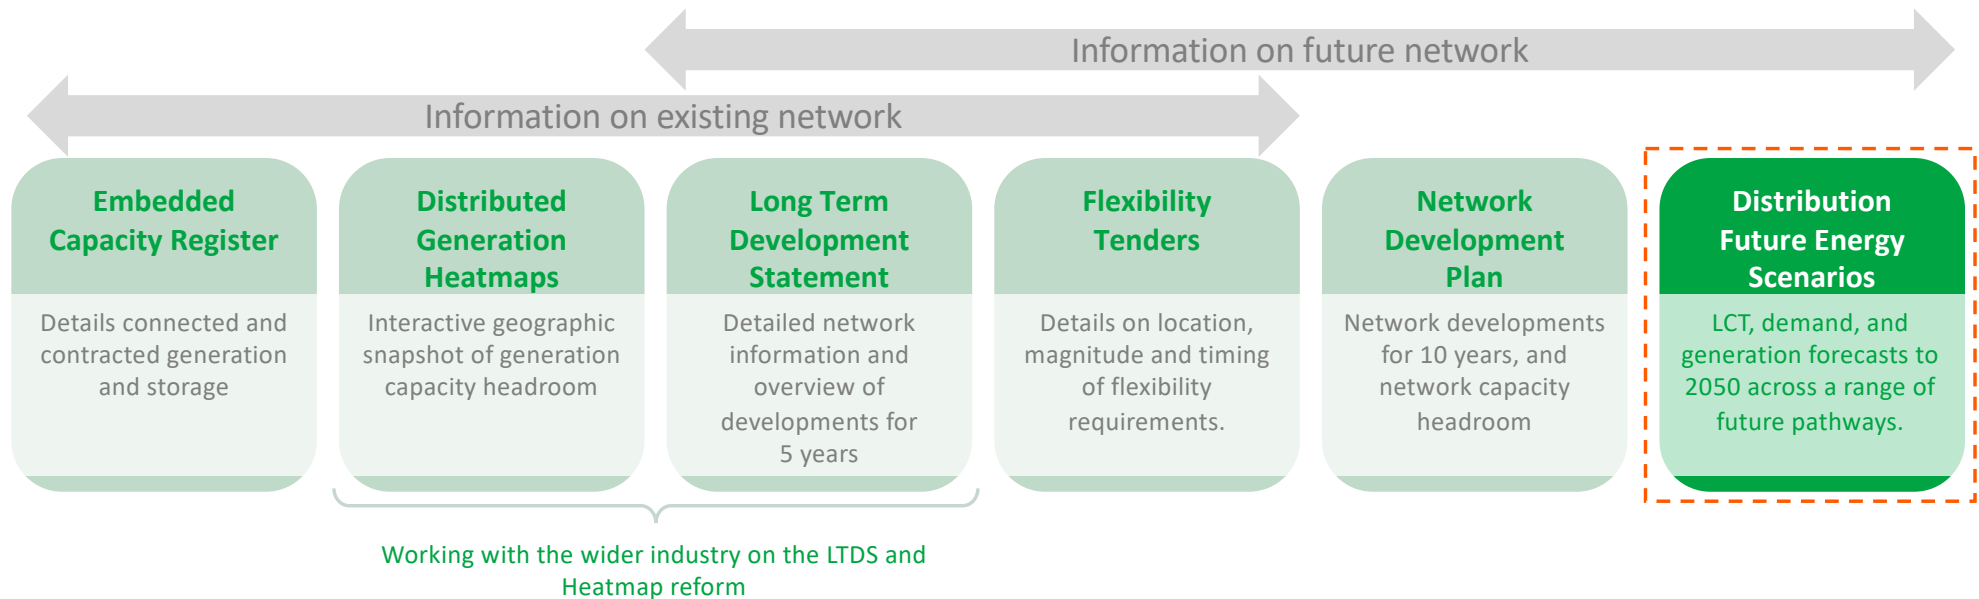 Information on future network
Information on existing network
Embedded
Capacity Register
Details connected and
contracted generation
and storage
Distributed
Generation
Heatmaps
Interactive geographic
snapshot of generation
capacity headroom
Long Term
Development
Statement
Detailed network
information and
overview of
developments for
5 years
Flexibility
Tenders
Details on location,
magnitude and timing
of flexibility
requirements.
Network
Development
Plan
Network developments
for 10 years, and
network capacity
headroom
Distribution
Future Energy
Scenarios
LCT, demand, and
generation forecasts to
2050 across a range of
future pathways.
Working with the wider industry on the LTDS and
Heatmap reform